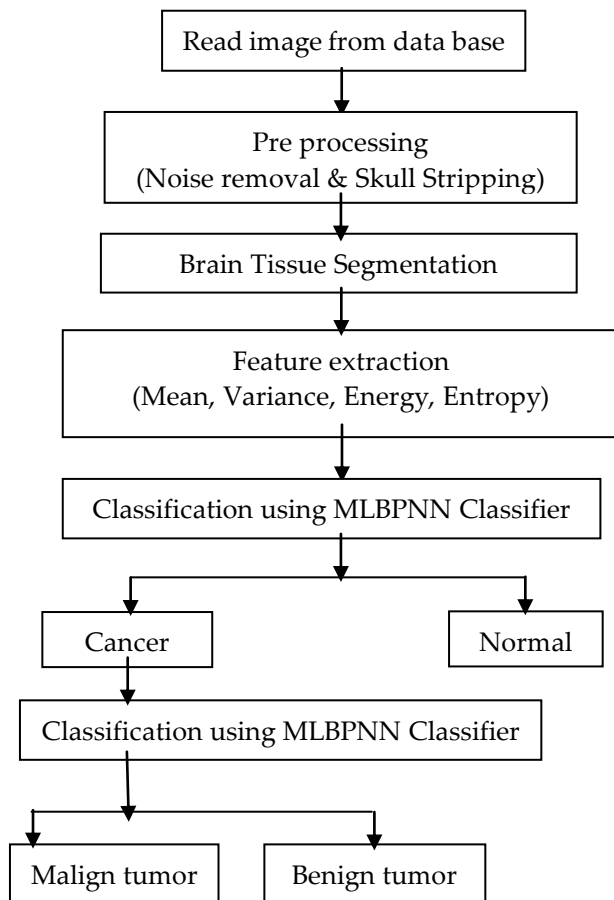 Read image from data base
Pre processing
(Noise removal & Skull Stripping)
Brain Tissue Segmentation
Feature extraction
(Mean, Variance, Energy, Entropy)
Classification using MLBPNN Classifier
Cancer
Normal
Classification using MLBPNN Classifier
Malign tumor
Benign tumor